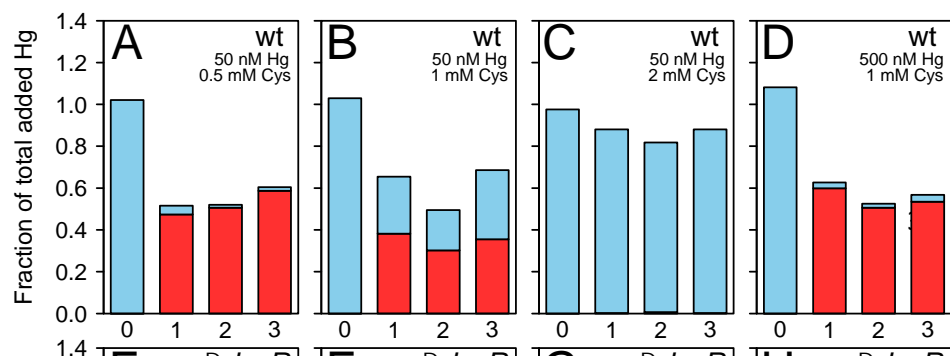 A wt
50 nM Hg
0.5 mM Cys
B wt
50 nM Hg
1 mM Cys
C wt
50 nM Hg
2 mM Cys
D wt
500 nM Hg
1 mM Cys
Fraction of total added Hg
1.4
1.2
1.0
0.8
0.6
0.4
0.2
0.0
0 1 2 3
0 1 2 3
0 1 2 3
0 1 2 3
1.4